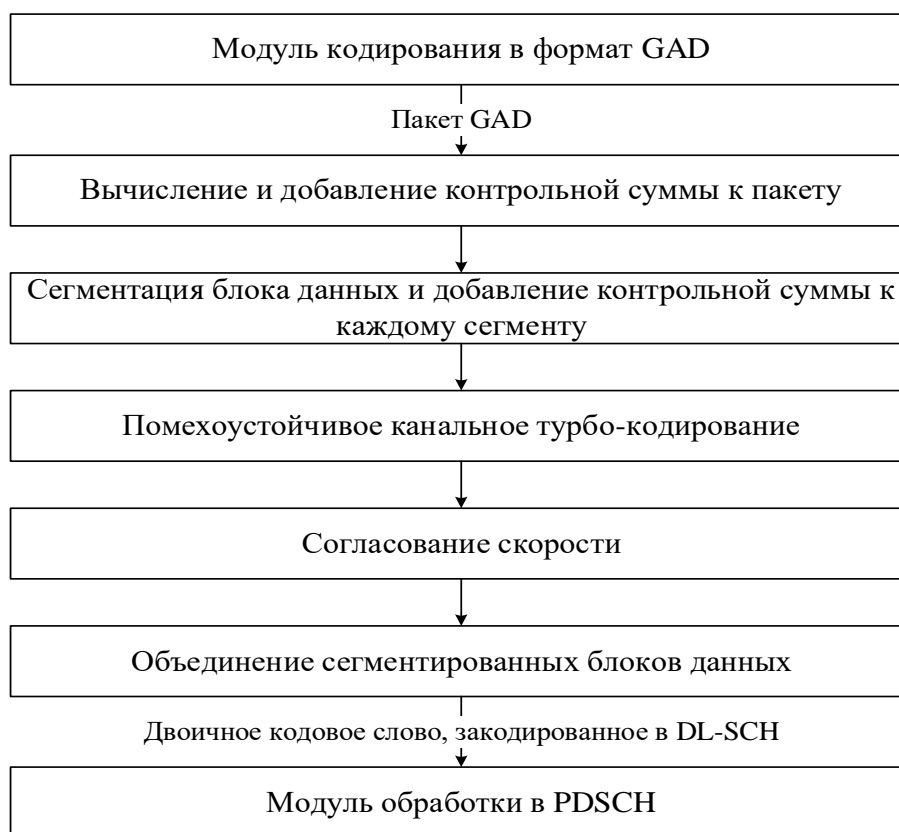 Модуль кодирования в формат GAD
Пакет GAD
Вычисление и добавление контрольной суммы к пакету
Сегментация блока данных и добавление контрольной суммы к
каждому сегменту
Помехоустойчивое канальное турбо-кодирование
Согласование скорости
Объединение сегментированных блоков данных
Двоичное кодовое слово, закодированное в DL-SCH
Модуль обработки в PDSCH